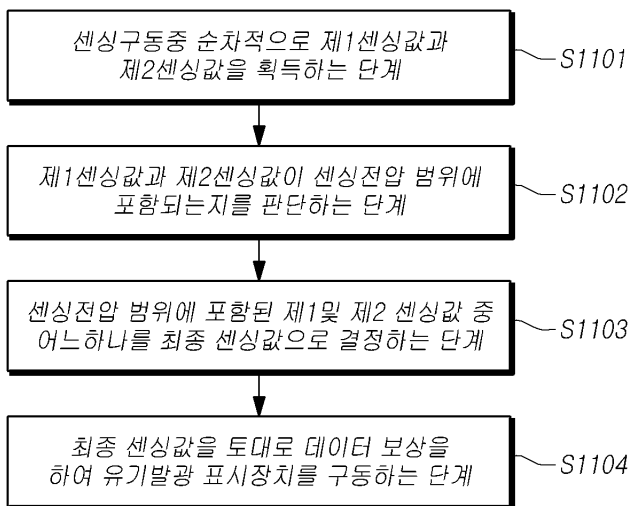 센싱구동중 순차적으로 제1센싱값과
제2센싱값을 획득하는 단계
S1101
제1센싱값과 제2센싱값이 센싱전압 범위에
포함되는지를 판단하는 단계
S1102
센싱전압 범위에 포함된 제1및 제2 센싱값 중
어느하나를 최종 센싱값으로 결정하는 단계
S1103
최종 센싱값을 토대로 데이터 보상을
하여 유기발광 표시장치를 구동하는 단계
S1104